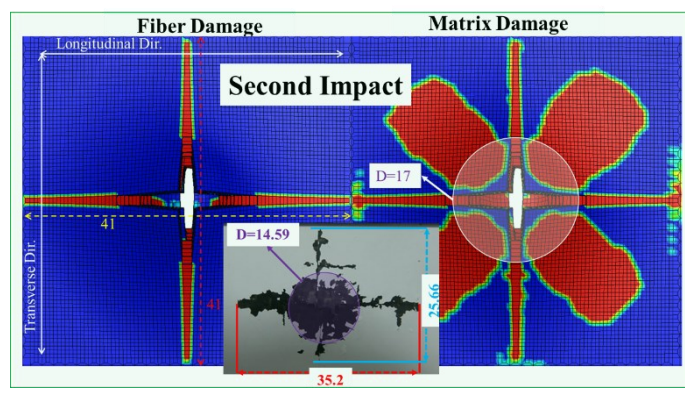 Fiber Damage
Matrix Damage
Longitudinal Dir.
Second Impact
D=17
41
D=14.59
Transverse Dir.
41
25.66
35.2